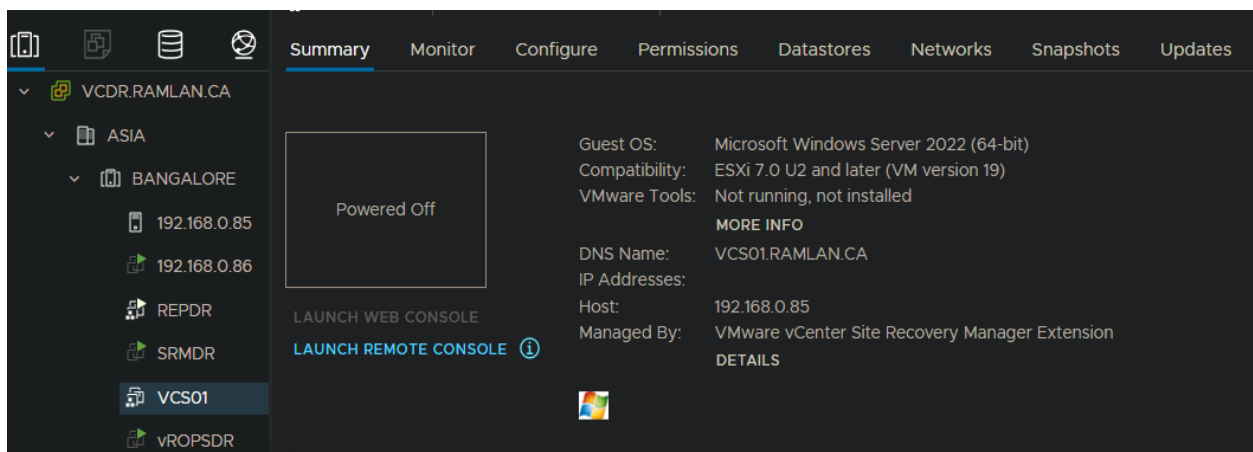 Summary Monitor Configure Permissions Datastores Networks Snapshots Updates
VCDR.RAMLAN.CA
ASIA
BANGALORE
192.168.0.85
192.168.0.86
REPDR
SRMDR
VCS01
vROPSDR
Powered Off
LAUNCH WEB CONSOLE
LAUNCH REMOTE CONSOLE
Guest OS: Microsoft Windows Server 2022 (64-bit)
Compatibility: ESXi 7.0 U2 and later (VM version 19)
VMware Tools: Not running, not installed
MORE INFO
DNS Name: VCS01.RAMLAN.CA
IP Addresses:
Host: 192.168.0.85
Managed By: VMware vCenter Site Recovery Manager Extension
DETAILS